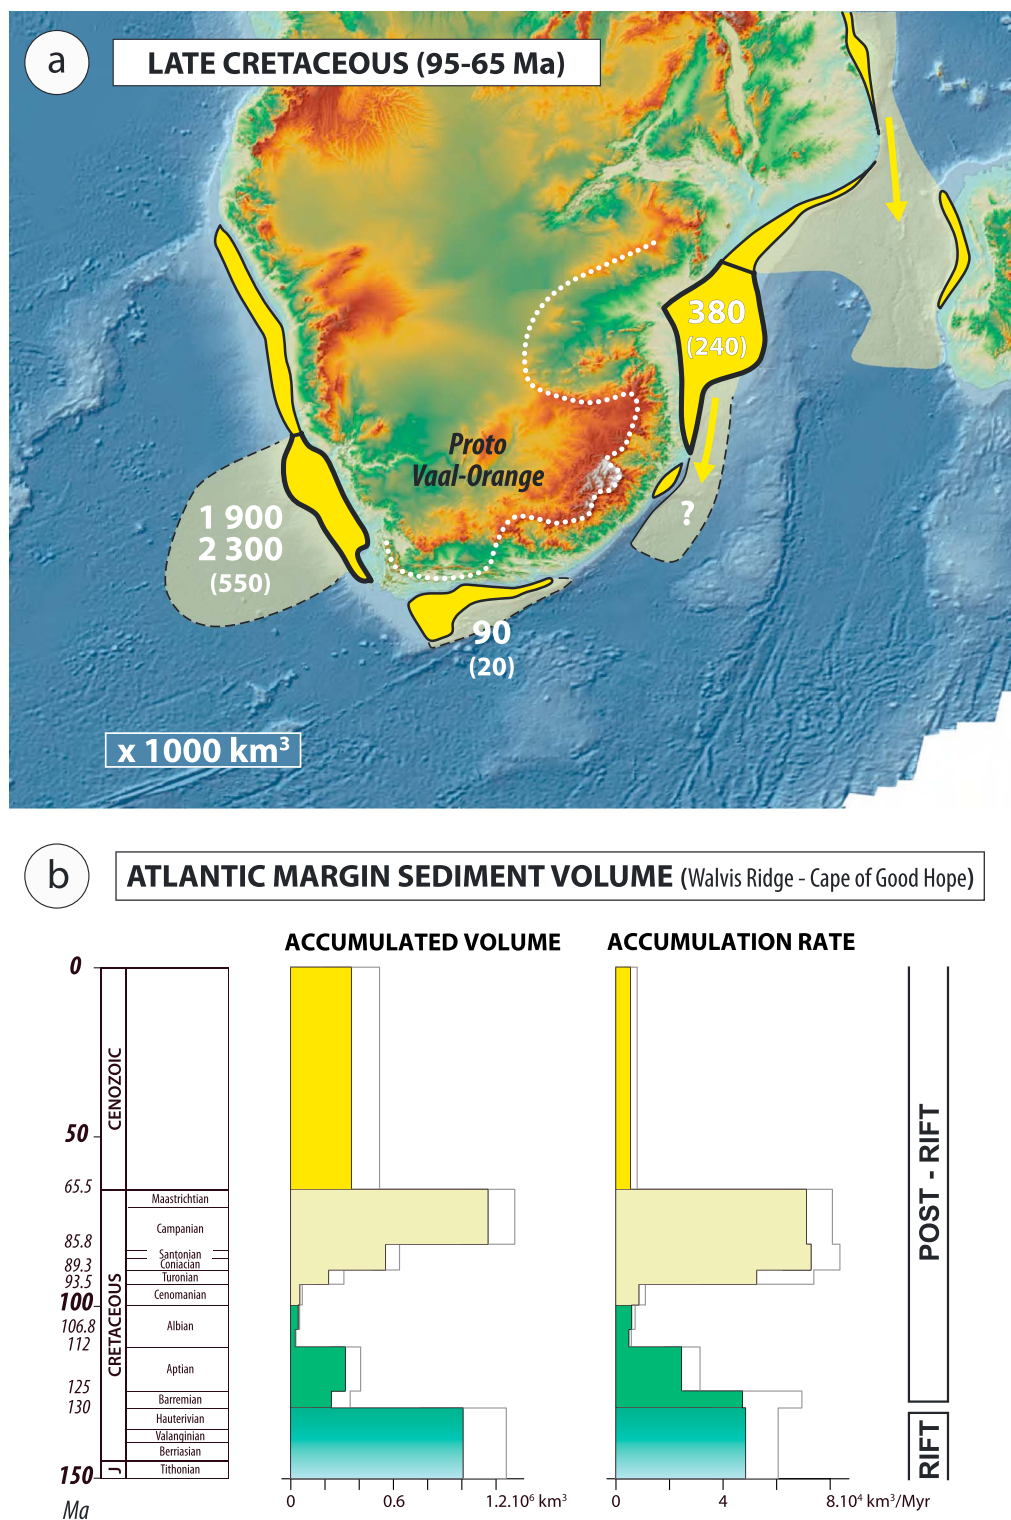 a
LATE CRETACEOUS (95-65 Ma)
380
(240)
Proto
Vaal-Orange
1 900
2 300
(550)
?
90
(20)
x 1000 km³
b
ATLANTIC MARGIN SEDIMENT VOLUME (Walvis Ridge - Cape of Good Hope)
ACCUMULATED VOLUME
ACCUMULATION RATE
0
50
65.5
85.8
89.3
93.5
100
106.8
112
125
130
150
Ma
CENOZOIC
CRETACEOUS
J
Maastrichtian
Campanian
Santonian
Coniacian
Turonian
Cenomanian
Albian
Aptian
Barremian
Hauterivian
Valanginian
Berriasian
Tithonian
0 0.6 1.2.10⁶ km³
0 4 8.10⁴ km³/Myr
POST - RIFT
RIFT